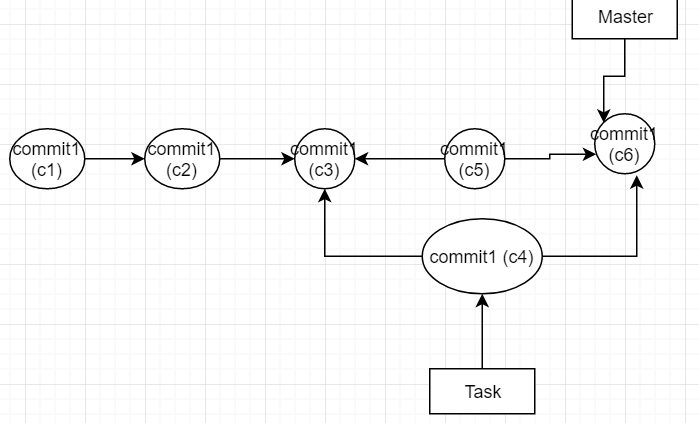 Master
commit1
(c1)
commit1
(c2)
commit1
(c3)
commit1
(c5)
commit1
(c6)
commit1 (c4)
Task